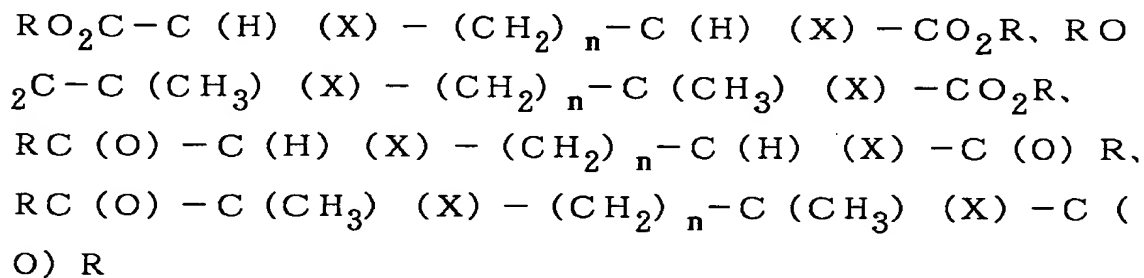 RO₂C－C (H) (X) － (CH₂) ₙ－C (H) (X) －CO₂R、RO
₂C－C (CH₃) (X) － (CH₂) ₙ－C (CH₃) (X) －CO₂R、
RC (O) －C (H) (X) － (CH₂) ₙ－C (H) (X) －C (O) R、
RC (O) －C (CH₃) (X) － (CH₂) ₙ－C (CH₃) (X) －C (
O) R